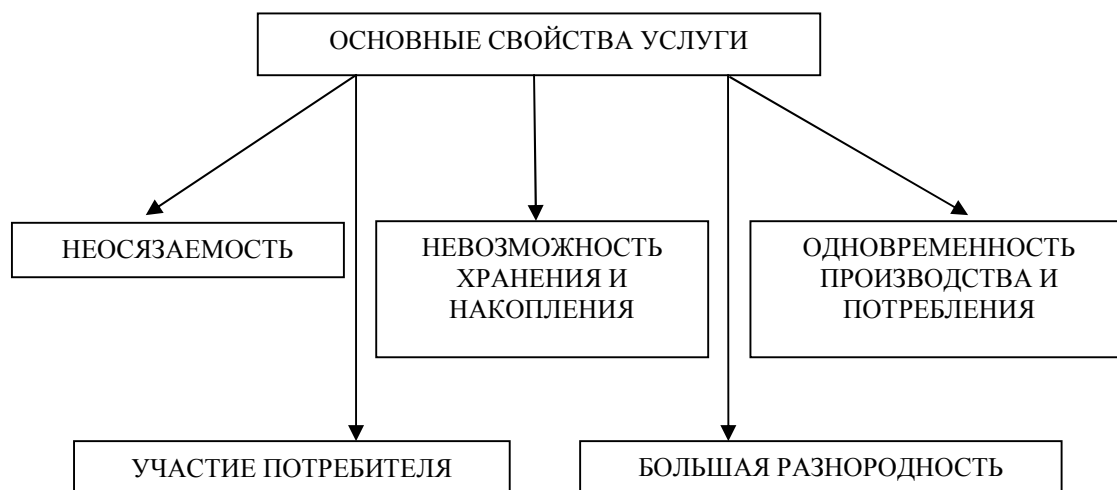 ОСНОВНЫЕ СВОЙСТВА УСЛУГИ
НЕОСЯЗАЕМОСТЬ
НЕВОЗМОЖНОСТЬ
ХРАНЕНИЯ И
НАКОПЛЕНИЯ
ОДНОВРЕМЕННОСТЬ
ПРОИЗВОДСТВА И
ПОТРЕБЛЕНИЯ
УЧАСТИЕ ПОТРЕБИТЕЛЯ
БОЛЬШАЯ РАЗНОРОДНОСТЬ